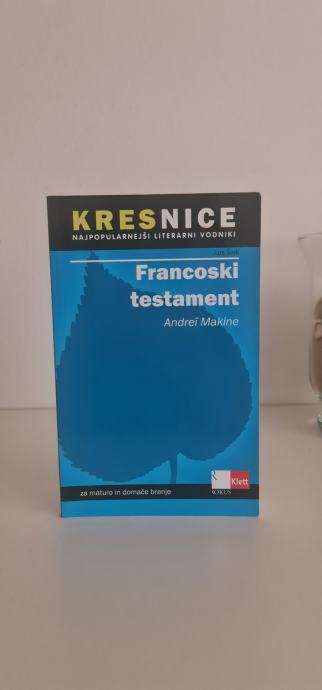 KRESNICE
NAJPOPULARNEJŠI LITERARNI VODNIKI
Francoski
testament
Andreï Makine
za maturo in domače branje
R
Klett
ROKUS